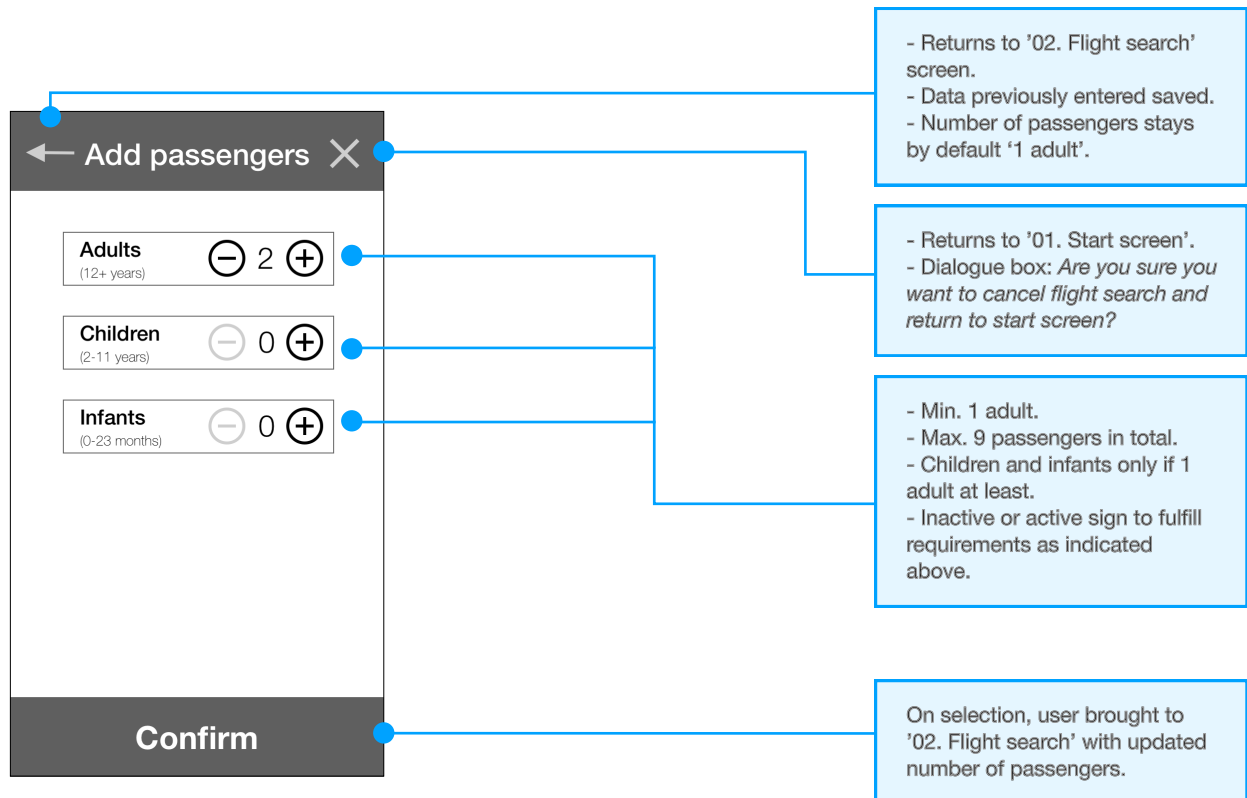 Add passengers
Adults
(12+ years)
2
Children
(2-11 years)
0
Infants
(0-23 months)
0
Confirm
- Returns to ’02. Flight search’
screen.
- Data previously entered saved.
- Number of passengers stays
by default ‘1 adult’.
- Returns to ’01. Start screen’.
- Dialogue box: Are you sure you
want to cancel flight search and
return to start screen?
- Min. 1 adult.
- Max. 9 passengers in total.
- Children and infants only if 1
adult at least.
- Inactive or active sign to fulfill
requirements as indicated
above.
On selection, user brought to
’02. Flight search’ with updated
number of passengers.